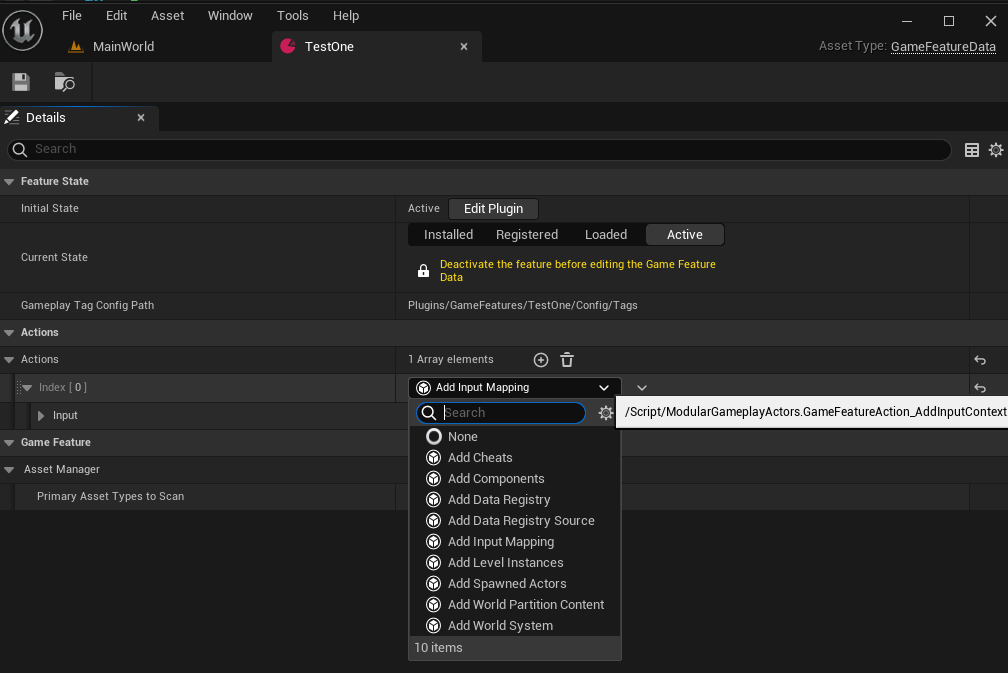 File Edit Asset Window Tools Help
MainWorld
TestOne
Asset Type: GameFeatureData
Details
Search
Feature State
Initial State
Active
Edit Plugin
Installed Registered Loaded Active
Current State
Deactivate the feature before editing the Game Feature
Data
Gameplay Tag Config Path
Plugins/GameFeatures/TestOne/Config/Tags
Actions
Actions
1 Array elements
Index [ 0 ]
Add Input Mapping
Search
/Script/ModularGameplayActors.GameFeatureAction_AddInputContext
Input
None
Game Feature
Add Cheats
Asset Manager
Add Components
Primary Asset Types to Scan
Add Data Registry
Add Data Registry Source
Add Input Mapping
Add Level Instances
Add Spawned Actors
Add World Partition Content
Add World System
10 items